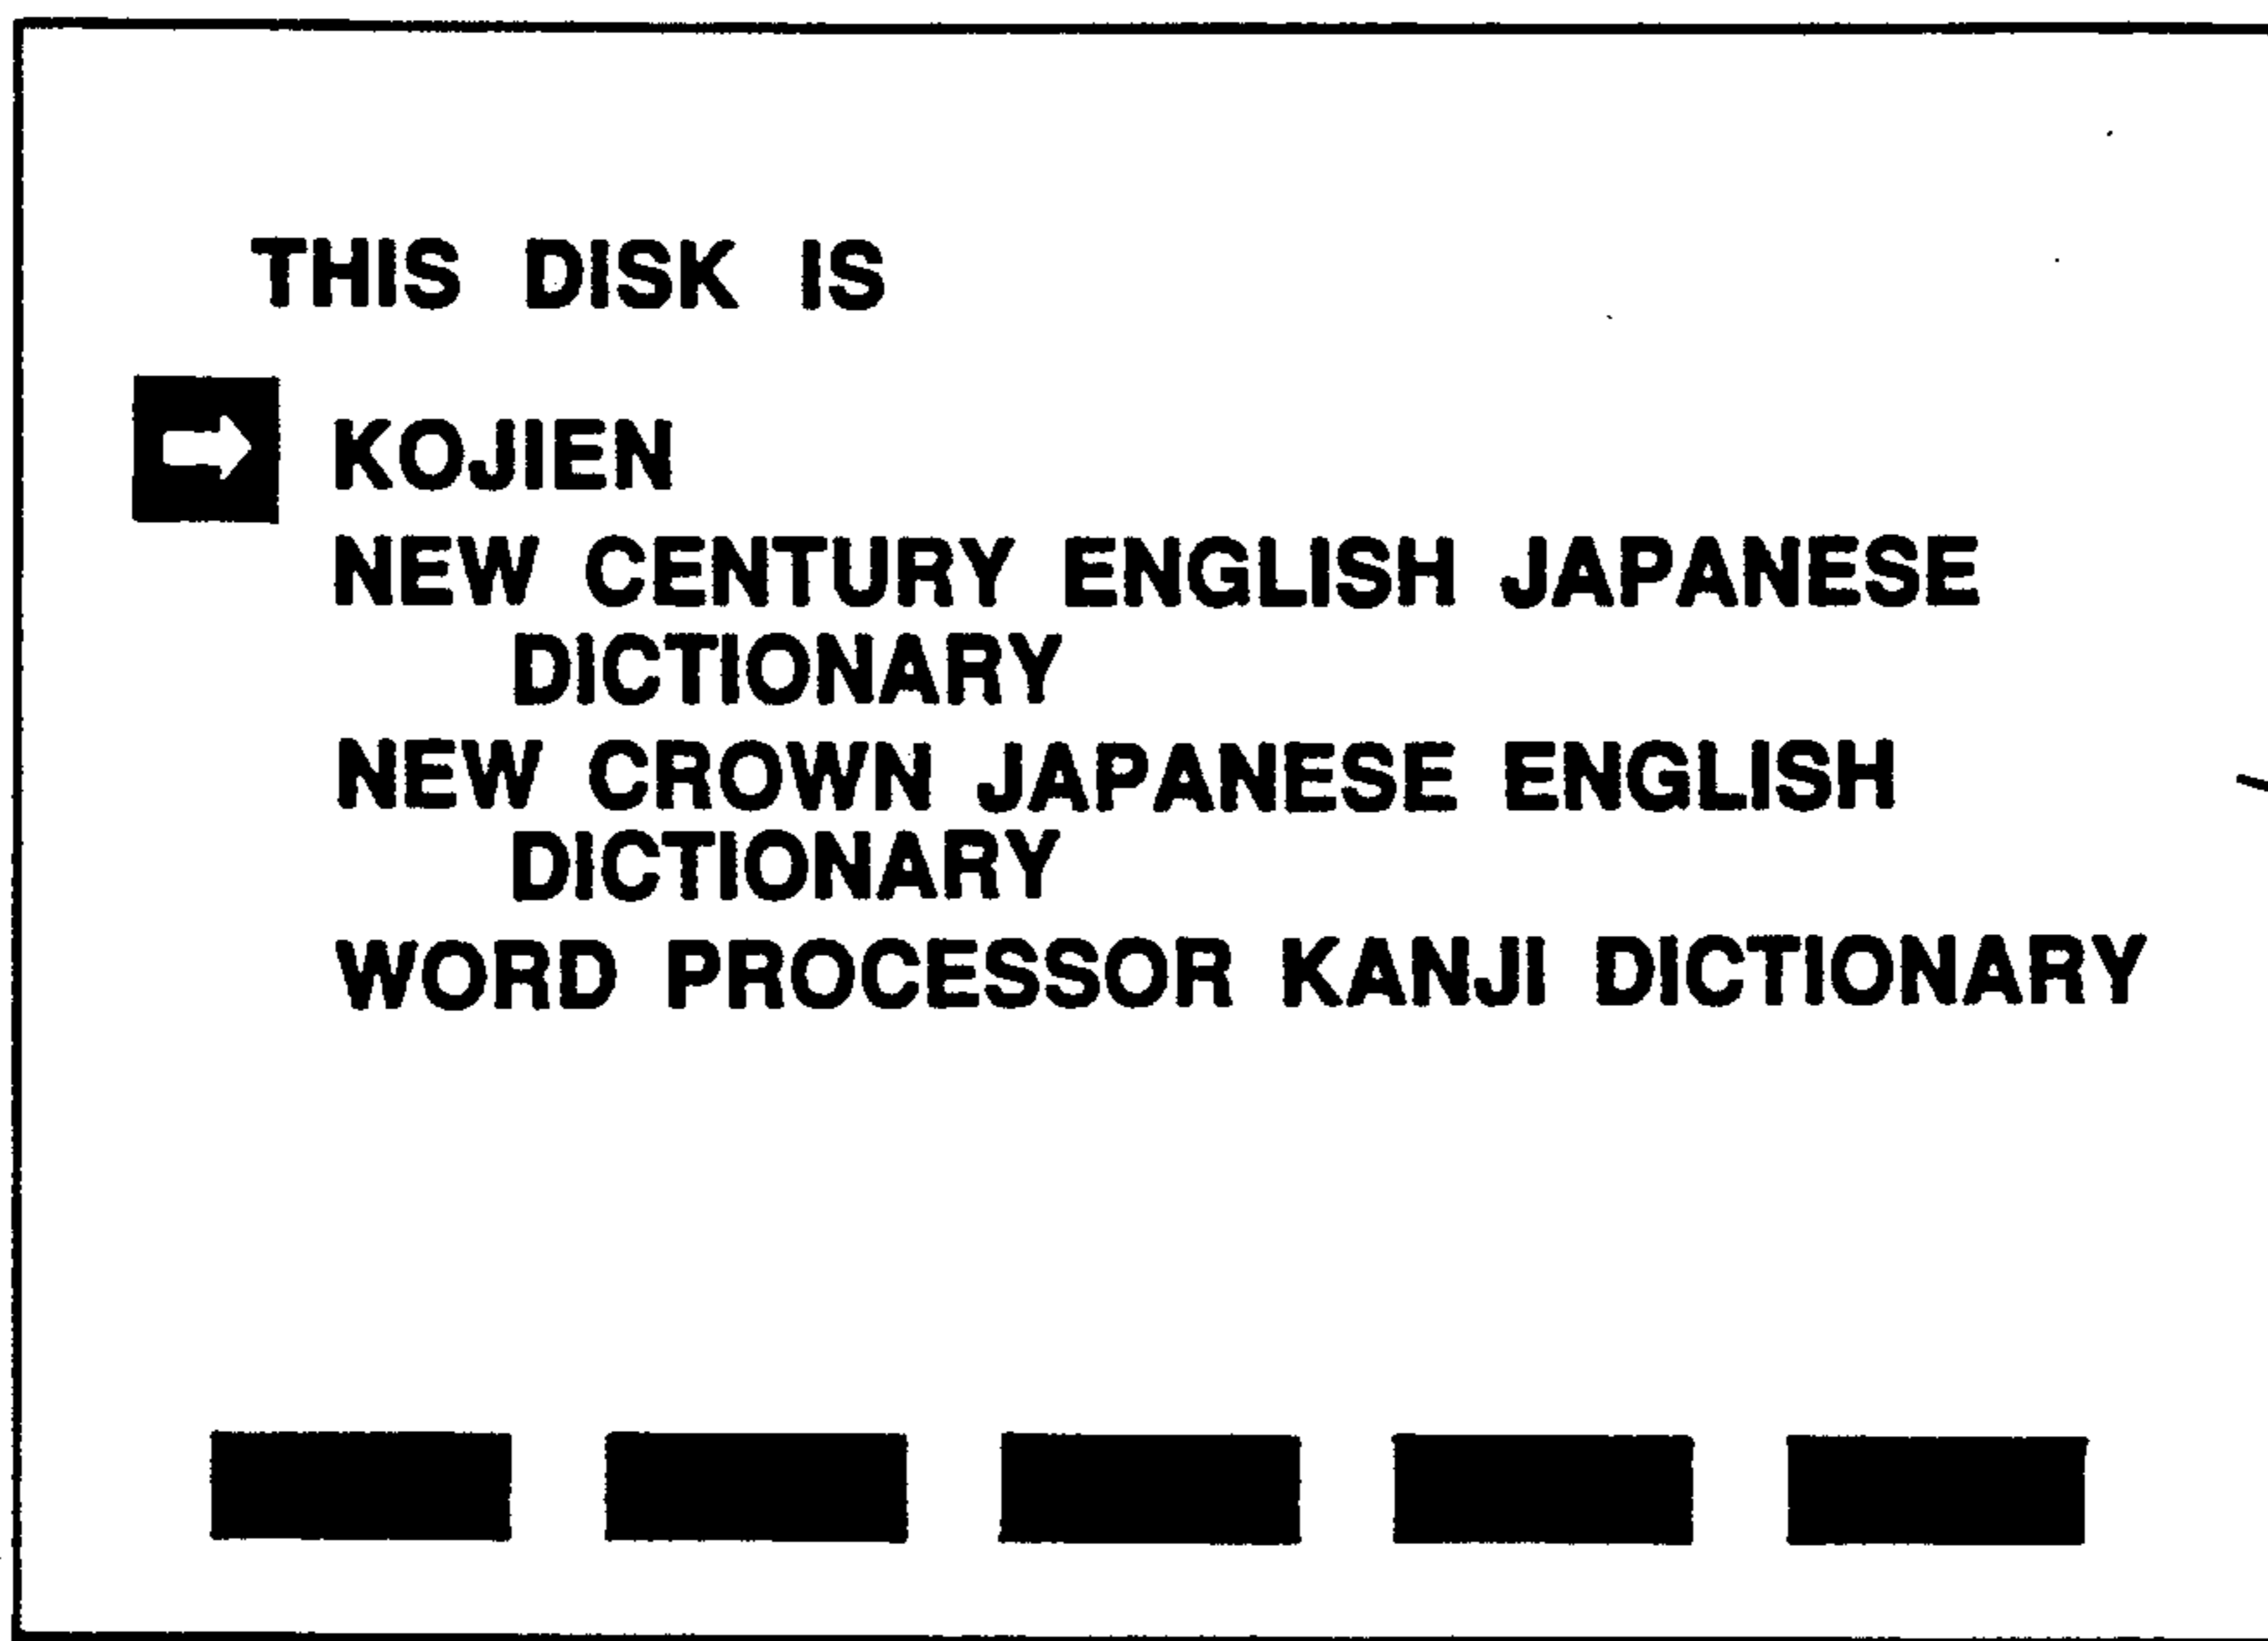 THIS DISK IS
KOJIEN
NEW CENTURY ENGLISH JAPANESE
DICTIONARY
NEW CROWN JAPANESE ENGLISH
DICTIONARY
WORD PROCESSOR KANJI DICTIONARY